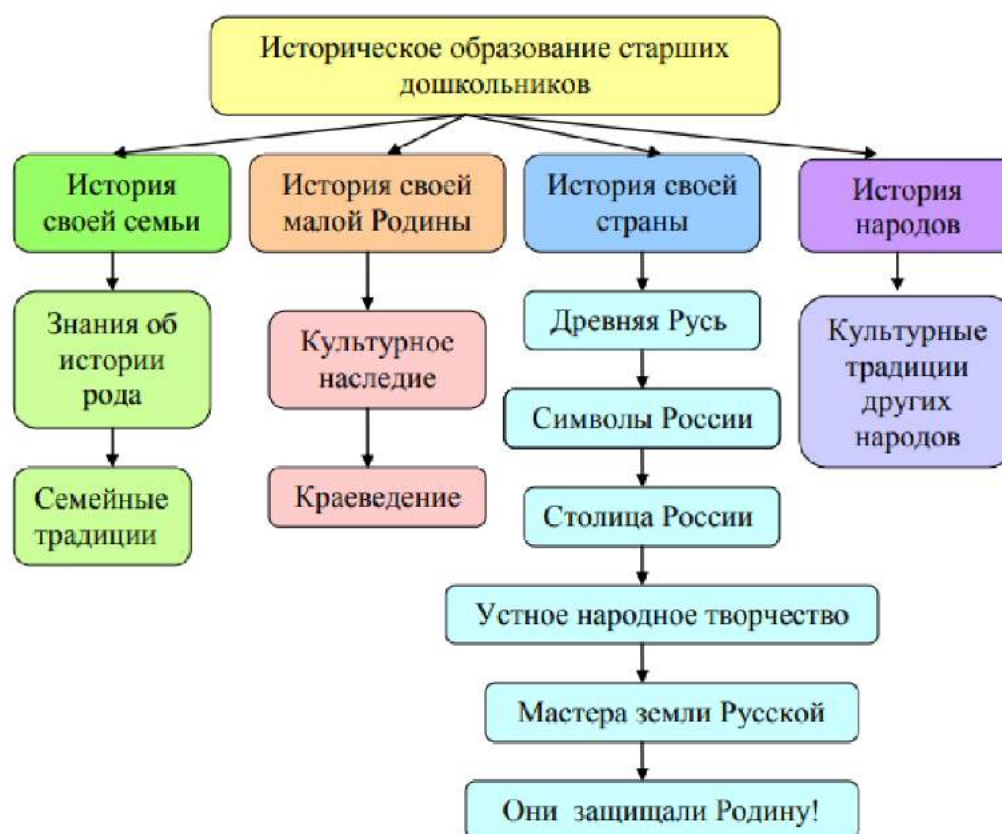 Историческое образование старших
дошкольников
История
своей семьи
Знания об
истории
рода
Семейные
традиции
История своей
малой Родины
Культурное
наследие
Краеведение
История своей
страны
Древняя Русь
Символы России
Столица России
Устное народное творчество
Мастера земли Русской
Они защищали Родину!
История
народов
Культурные
традиции
других
народов